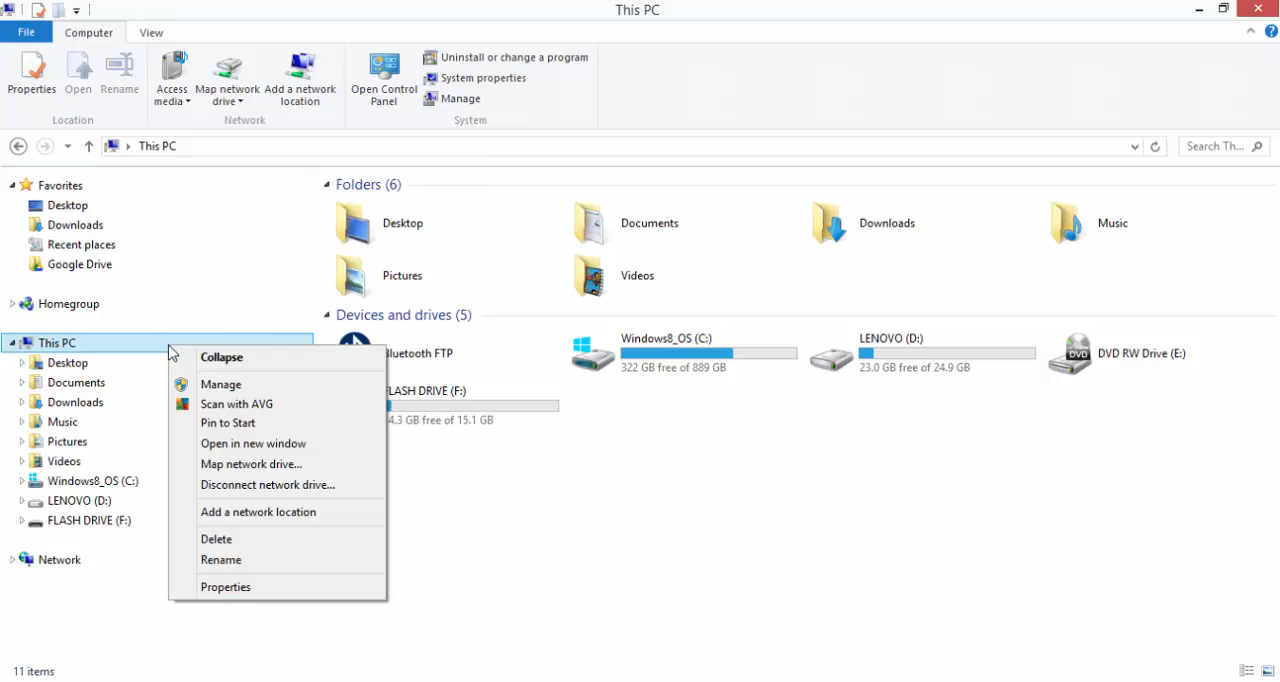 This PC
File
Computer
View
Properties
Open
Rename
Access media
Map network drive
Add a network location
Open Control Panel
Uninstall or change a program
System properties
Manage
Location
Network
System
This PC
Search Th...
Favorites
Desktop
Downloads
Recent places
Google Drive
Homegroup
This PC
Desktop
Documents
Downloads
Music
Pictures
Videos
Windows8_OS (C:)
LENOVO (D:)
FLASH DRIVE (F:)
Network
Collapse
Manage
Scan with AVG
Pin to Start
Open in new window
Map network drive...
Disconnect network drive...
Add a network location
Delete
Rename
Properties
Folders (6)
Desktop
Documents
Downloads
Music
Pictures
Videos
Devices and drives (5)
Bluetooth FTP
Windows8_OS (C:)
322 GB free of 889 GB
LENOVO (D:)
23.0 GB free of 24.9 GB
DVD
DVD RW Drive (E:)
FLASH DRIVE (F:)
4.3 GB free of 15.1 GB
11 items